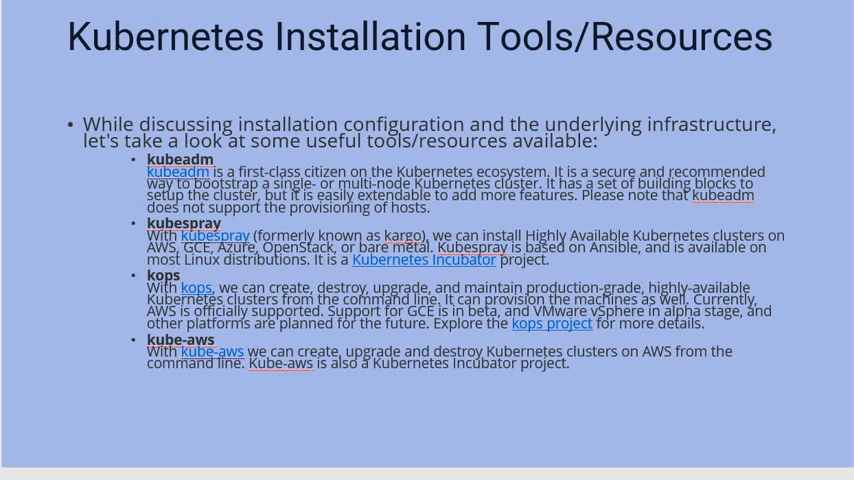 Kubernetes Installation Tools/Resources
• While discussing installation configuration and the underlying infrastructure,
let's take a look at some useful tools/resources available:
• kubeadm
kubeadm is a first-class citizen on the Kubernetes ecosystem. It is a secure and recommended
way to bootstrap a single- or multi-node Kubernetes cluster. It has a set of building blocks to
setup the cluster, but it is easily extendable to add more features. Please note that kubeadm
does not support the provisioning of hosts.
• kubespray
With kubespray (formerly known as kargo), we can install Highly Available Kubernetes clusters on
AWS, GCE, Azure, OpenStack, or bare metal. Kubespray is based on Ansible, and is available on
most Linux distributions. It is a Kubernetes Incubator project.
• kops
With kops, we can create, destroy, upgrade, and maintain production-grade, highly-available
Kubernetes clusters from the command line. It can provision the machines as well. Currently,
AWS is officially supported. Support for GCE is in beta, and VMware vSphere in alpha stage, and
other platforms are planned for the future. Explore the kops project for more details.
• kube-aws
With kube-aws we can create, upgrade and destroy Kubernetes clusters on AWS from the
command line. Kube-aws is also a Kubernetes Incubator project.